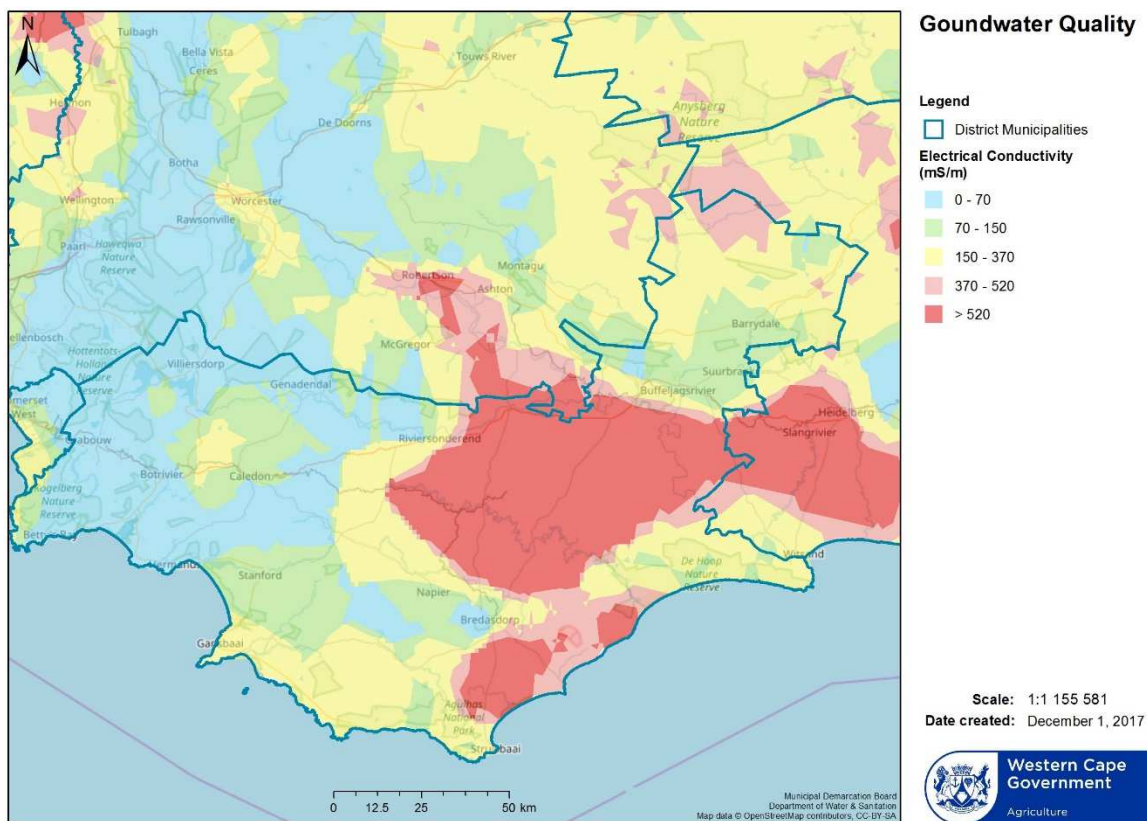 Goundwater Quality
Legend
District Municipalities
Electrical Conductivity
(mS/m)
0 - 70
70 - 150
150 - 370
370 - 520
> 520
Scale: 1:1 155 581
Date created: December 1, 2017
Western Cape
Government
Agriculture
N
Tulbagh
Bella Vista
Ceres
Touws River
Hermon
De Doorns
Anysberg
Nature
Reserve
Botha
Wellington
Worcester
Rawsonville
Paarl
Haweqwa
Nature
Reserve
Robertson
Montagu
Ashton
ellenbosch
McGregor
Barrydale
Hottentots
Holland
Nature
Reserve
Villiersdorp
Genadendal
Suurbraak
Buffeljagsrivier
omerset
West
Heidelberg
Slangrivier
abouw
Riviersonderend
Botrivier
Caledon
Kogelberg
Nature
Reserve
Betty's Bay
Hermanus
Stanford
De Hoop
Nature
Reserve
Witsand
Napier
Bredasdorp
Gansbaai
Agulhas
National
Park
Struisbaai
0 12.5 25 50 km
Municipal Demarcation Board
Department of Water & Sanitation
Map data © OpenStreetMap contributors, CC-BY-SA